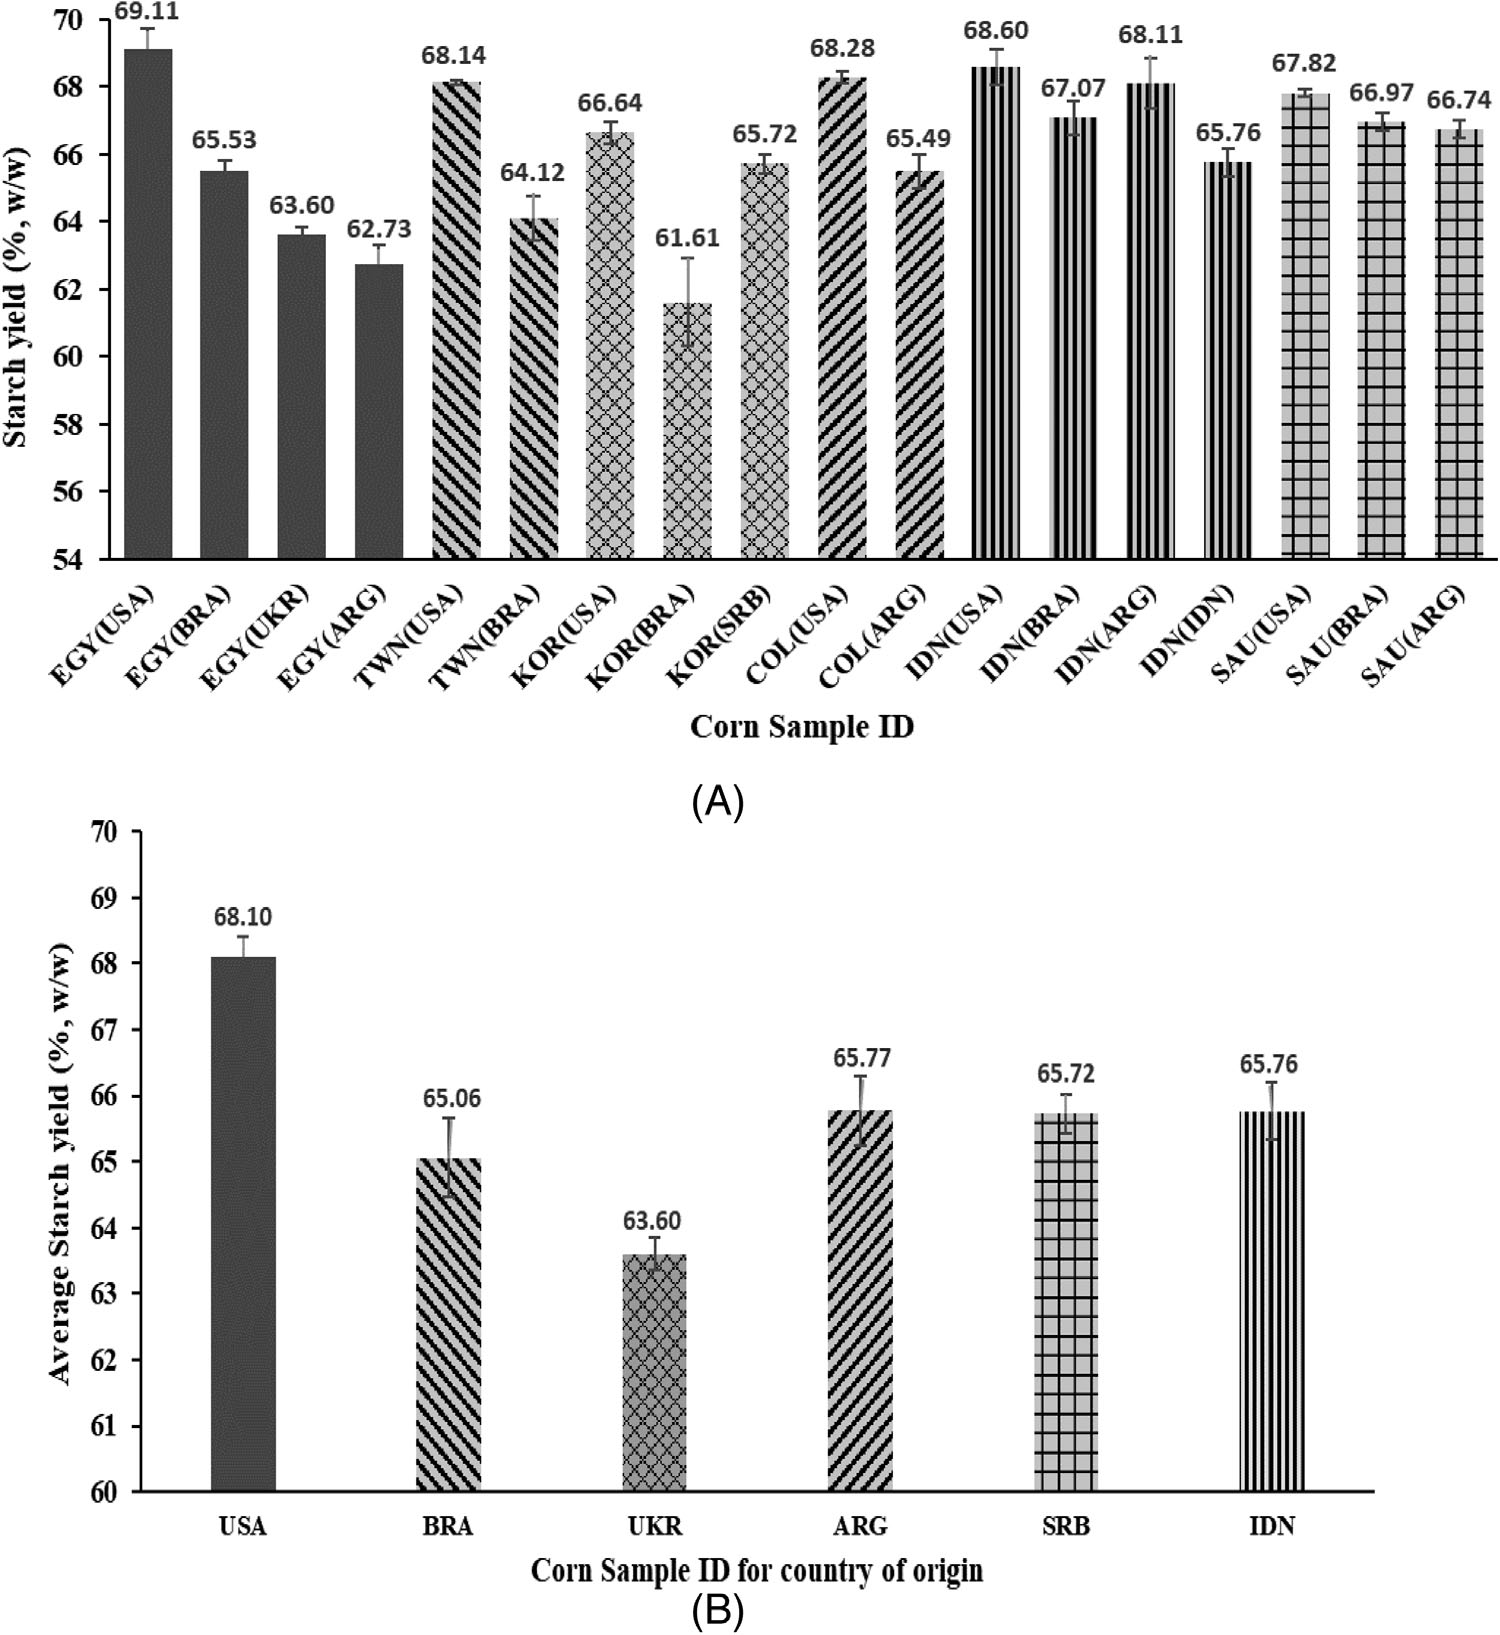 70
68
66
64
62
60
58
56
54
Starch yield (%, w/w)
69.11
65.53
63.60
62.73
68.14
64.12
66.64
61.61
65.72
68.28
65.49
68.60
67.07
68.11
65.76
67.82
66.97
66.74
EGY(USA)
EGY(BRA)
EGY(UKR)
EGY(ARG)
TWN(USA)
TWN(BRA)
KOR(USA)
KOR(BRA)
KOR(SRB)
COL(USA)
COL(ARG)
IDN(USA)
IDN(BRA)
IDN(ARG)
IDN(IDN)
SAU(USA)
SAU(BRA)
SAU(ARG)
Corn Sample ID
(A)
70
69
68
67
66
65
64
63
62
61
60
Average Starch yield (%, w/w)
68.10
65.06
63.60
65.77
65.72
65.76
USA
BRA
UKR
ARG
SRB
IDN
Corn Sample ID for country of origin
(B)